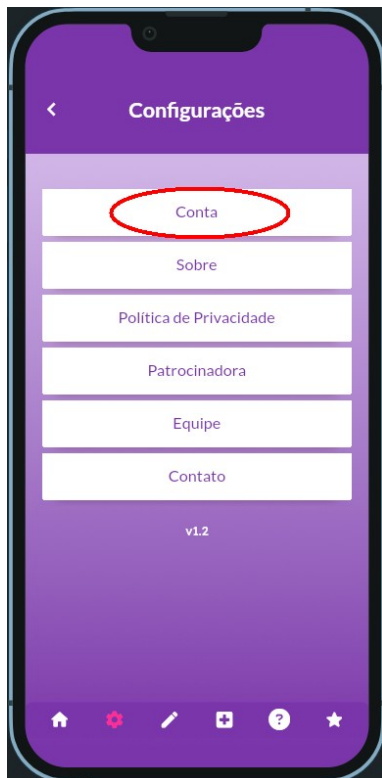 Configurações
Conta
Sobre
Política de Privacidade
Patrocinadora
Equipe
Contato
v1.2